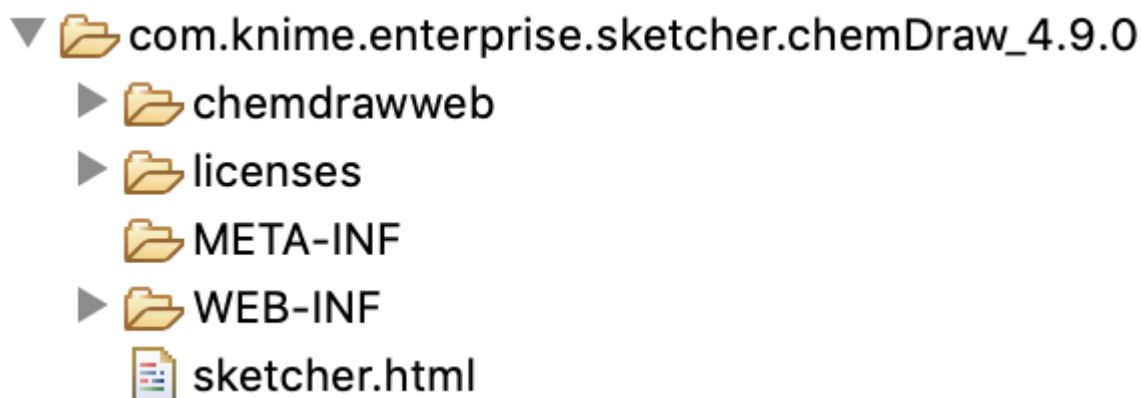 com.knime.enterprise.sketcher.chemDraw_4.9.0
chemdrawweb
licenses
META-INF
WEB-INF
sketcher.html